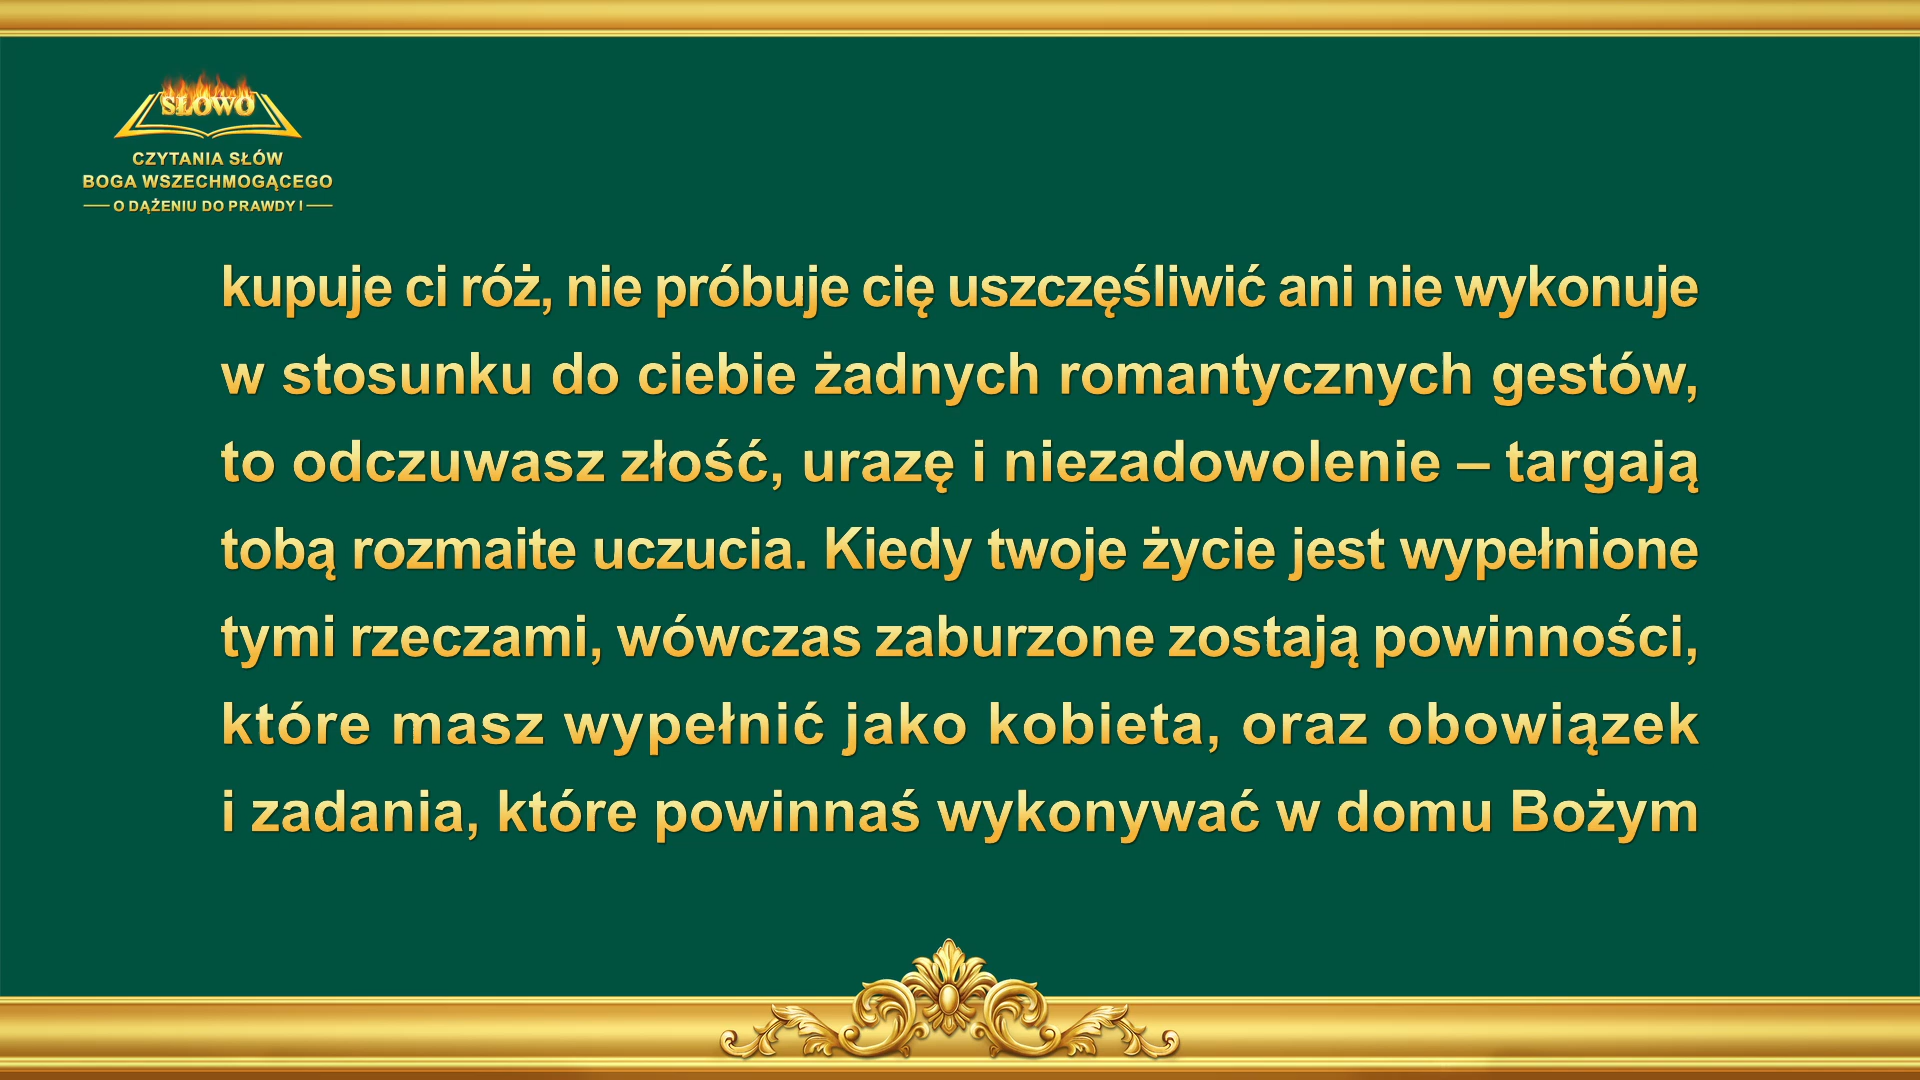 SŁOWO
CZYTANIA SŁÓW
BOGA WSZECHMOGĄCEGO
O DĄŻENIU DO PRAWDY I
kupuje ci róż, nie próbuje cię uszczęśliwić ani nie wykonuje
w stosunku do ciebie żadnych romantycznych gestów,
to odczuwasz złość, urazę i niezadowolenie – targają
tobą rozmaite uczucia. Kiedy twoje życie jest wypełnione
tymi rzeczami, wówczas zaburzone zostają powinności,
które masz wypełnić jako kobieta, oraz obowiązek
i zadania, które powinnaś wykonywać w domu Bożym